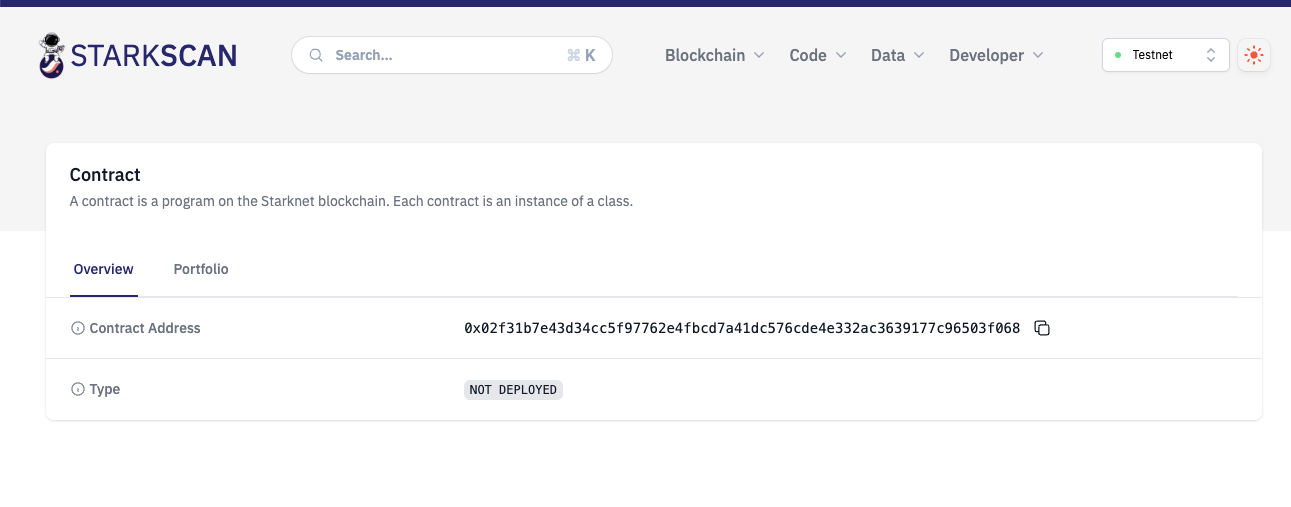 STARKSCAN
Search...
⌘ K
Blockchain
Code
Data
Developer
Testnet
Contract
A contract is a program on the Starknet blockchain. Each contract is an instance of a class.
Overview
Portfolio
Contract Address
0x02f31b7e43d34cc5f97762e4fbcd7a41dc576cde4e332ac3639177c96503f068
Type
NOT DEPLOYED